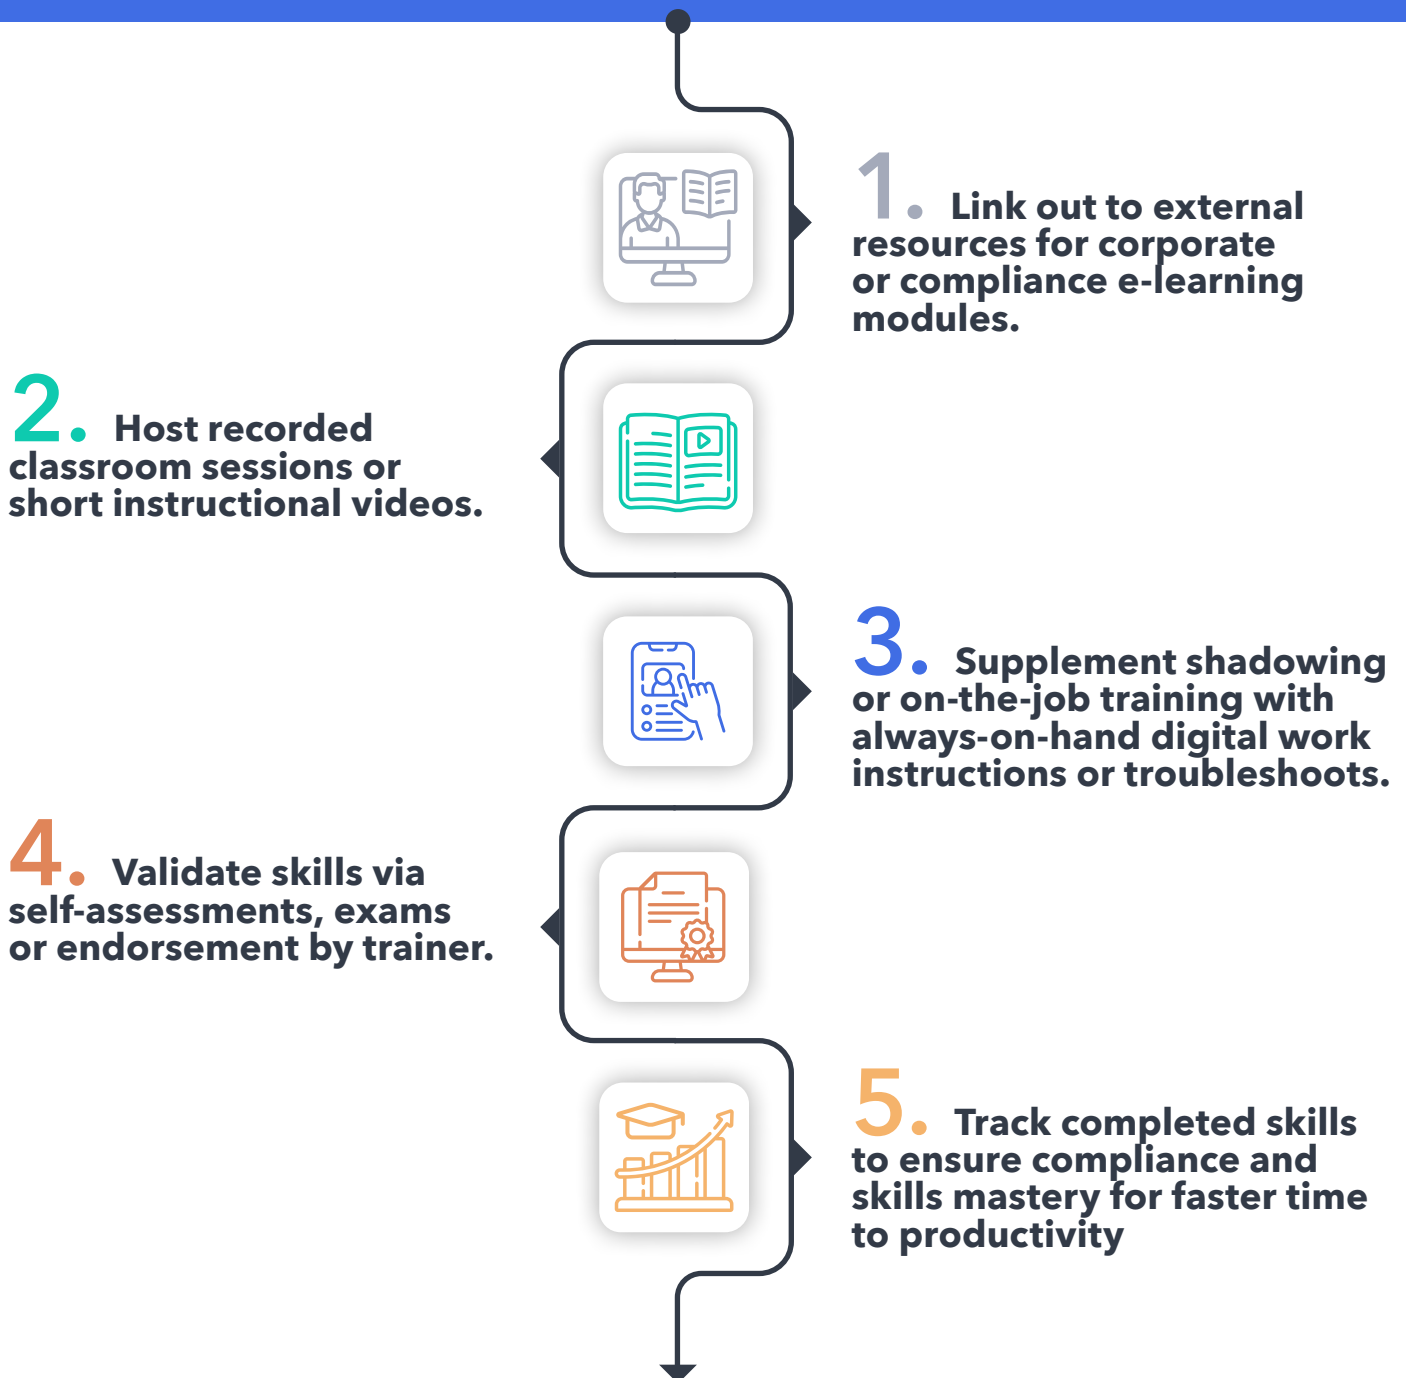 1. Link out to external
resources for corporate
or compliance e-learning
modules.
2. Host recorded
classroom sessions or
short instructional videos.
3. Supplement shadowing
or on-the-job training with
always-on-hand digital work
instructions or troubleshoots.
4. Validate skills via
self-assessments, exams
or endorsement by trainer.
5. Track completed skills
to ensure compliance and
skills mastery for faster time
to productivity